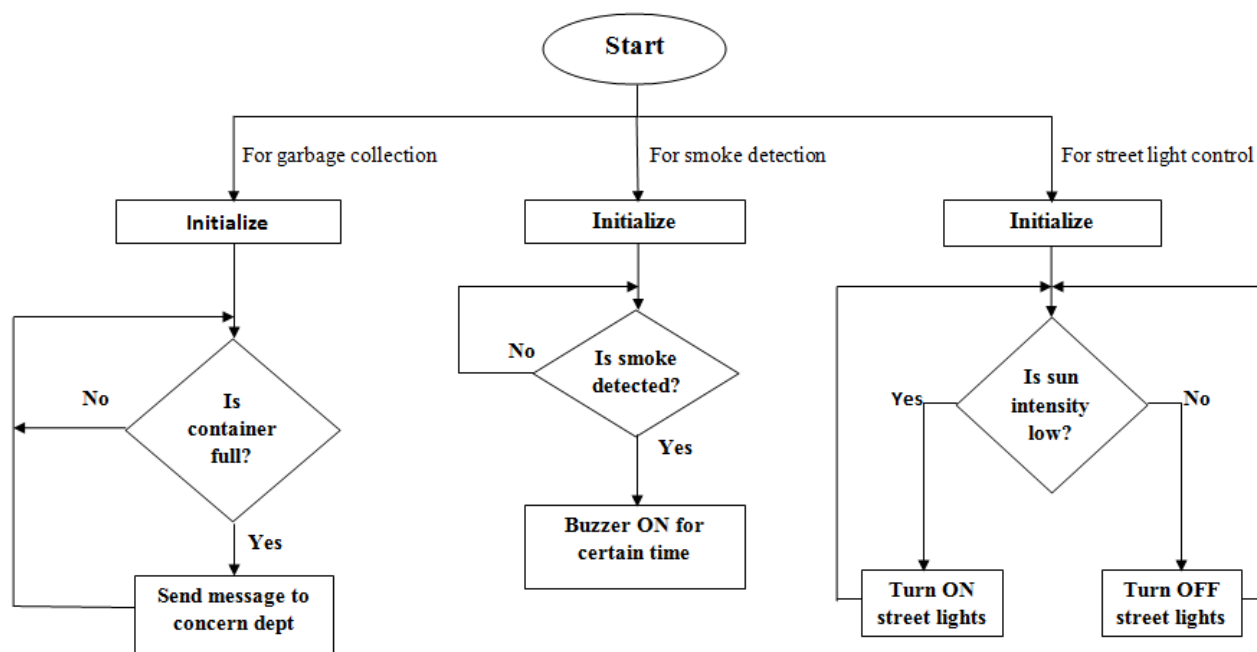 Start
For garbage collection
For smoke detection
For street light control
Initialize
Initialize
Initialize
No
Is
container
full?
Yes
Send message to
concern dept
No
Is smoke
detected?
Yes
Buzzer ON for
certain time
Yes
Is sun
intensity
low?
No
Turn ON
street lights
Turn OFF
street lights